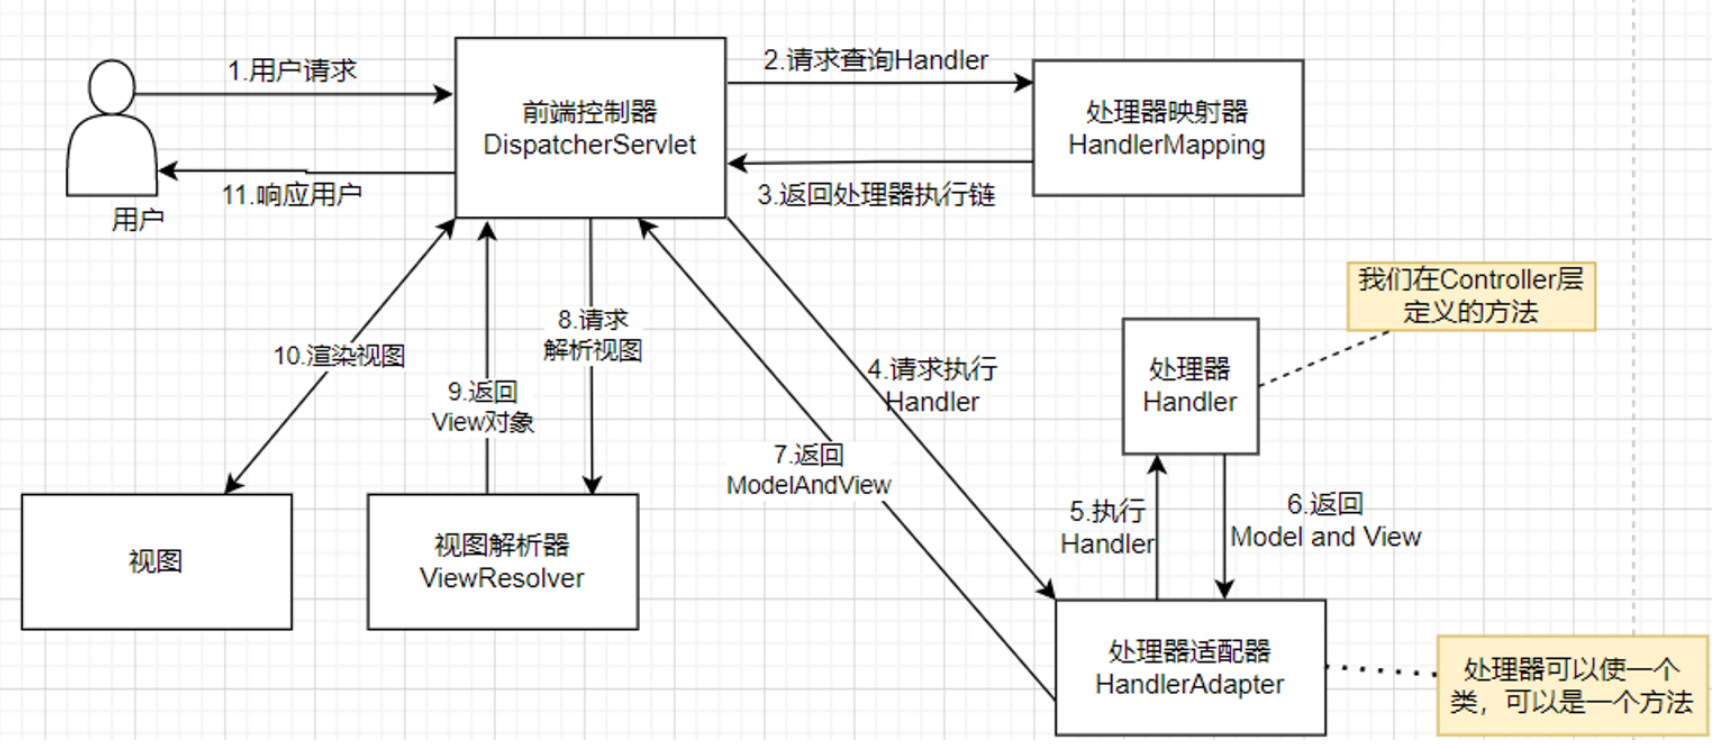 1.用户请求
前端控制器
DispatcherServlet
2.请求查询Handler
处理器映射器
HandlerMapping
11.响应用户
用户
3.返回处理器执行链
我们在Controller层
定义的方法
10.渲染视图
9.返回
View对象
8.请求
解析视图
4.请求执行
Handler
处理器
Handler
7.返回
ModelAndView
5.执行
Handler
6.返回
Model and View
视图
视图解析器
ViewResolver
处理器适配器
HandlerAdapter
处理器可以使一个
类，可以是一个方法